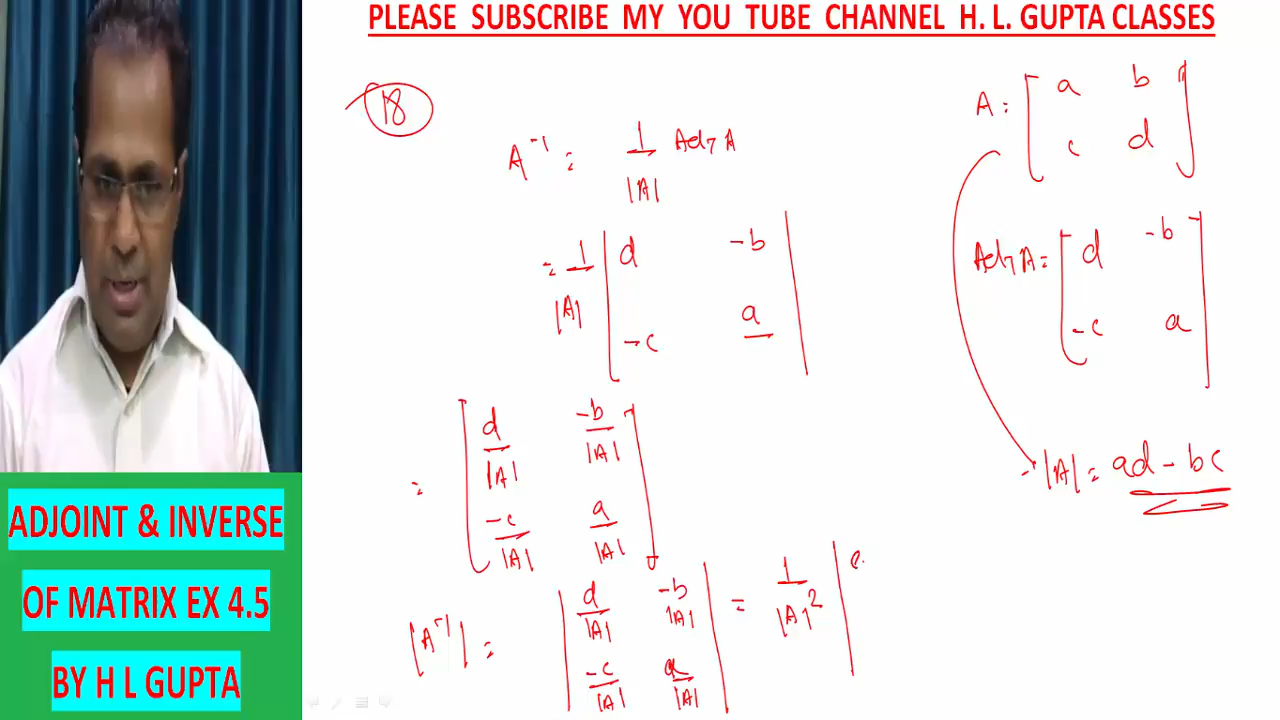 PLEASE SUBSCRIBE MY YOU TUBE CHANNEL H. L. GUPTA CLASSES
18
A⁻¹ = 1/|A| Adj A
= 1/|A| | d -b |
| -c a |
= [ d/|A| -b/|A| ]
[ -c/|A| a/|A| ]
|A⁻¹| = | d/|A| -b/|A| | = 1/|A|² |
| -c/|A| a/|A| |
A = [ a b ]
[ c d ]
Adj A = [ d -b ]
[ -c a ]
|A| = ad - bc
ADJOINT & INVERSE
OF MATRIX EX 4.5
BY H L GUPTA